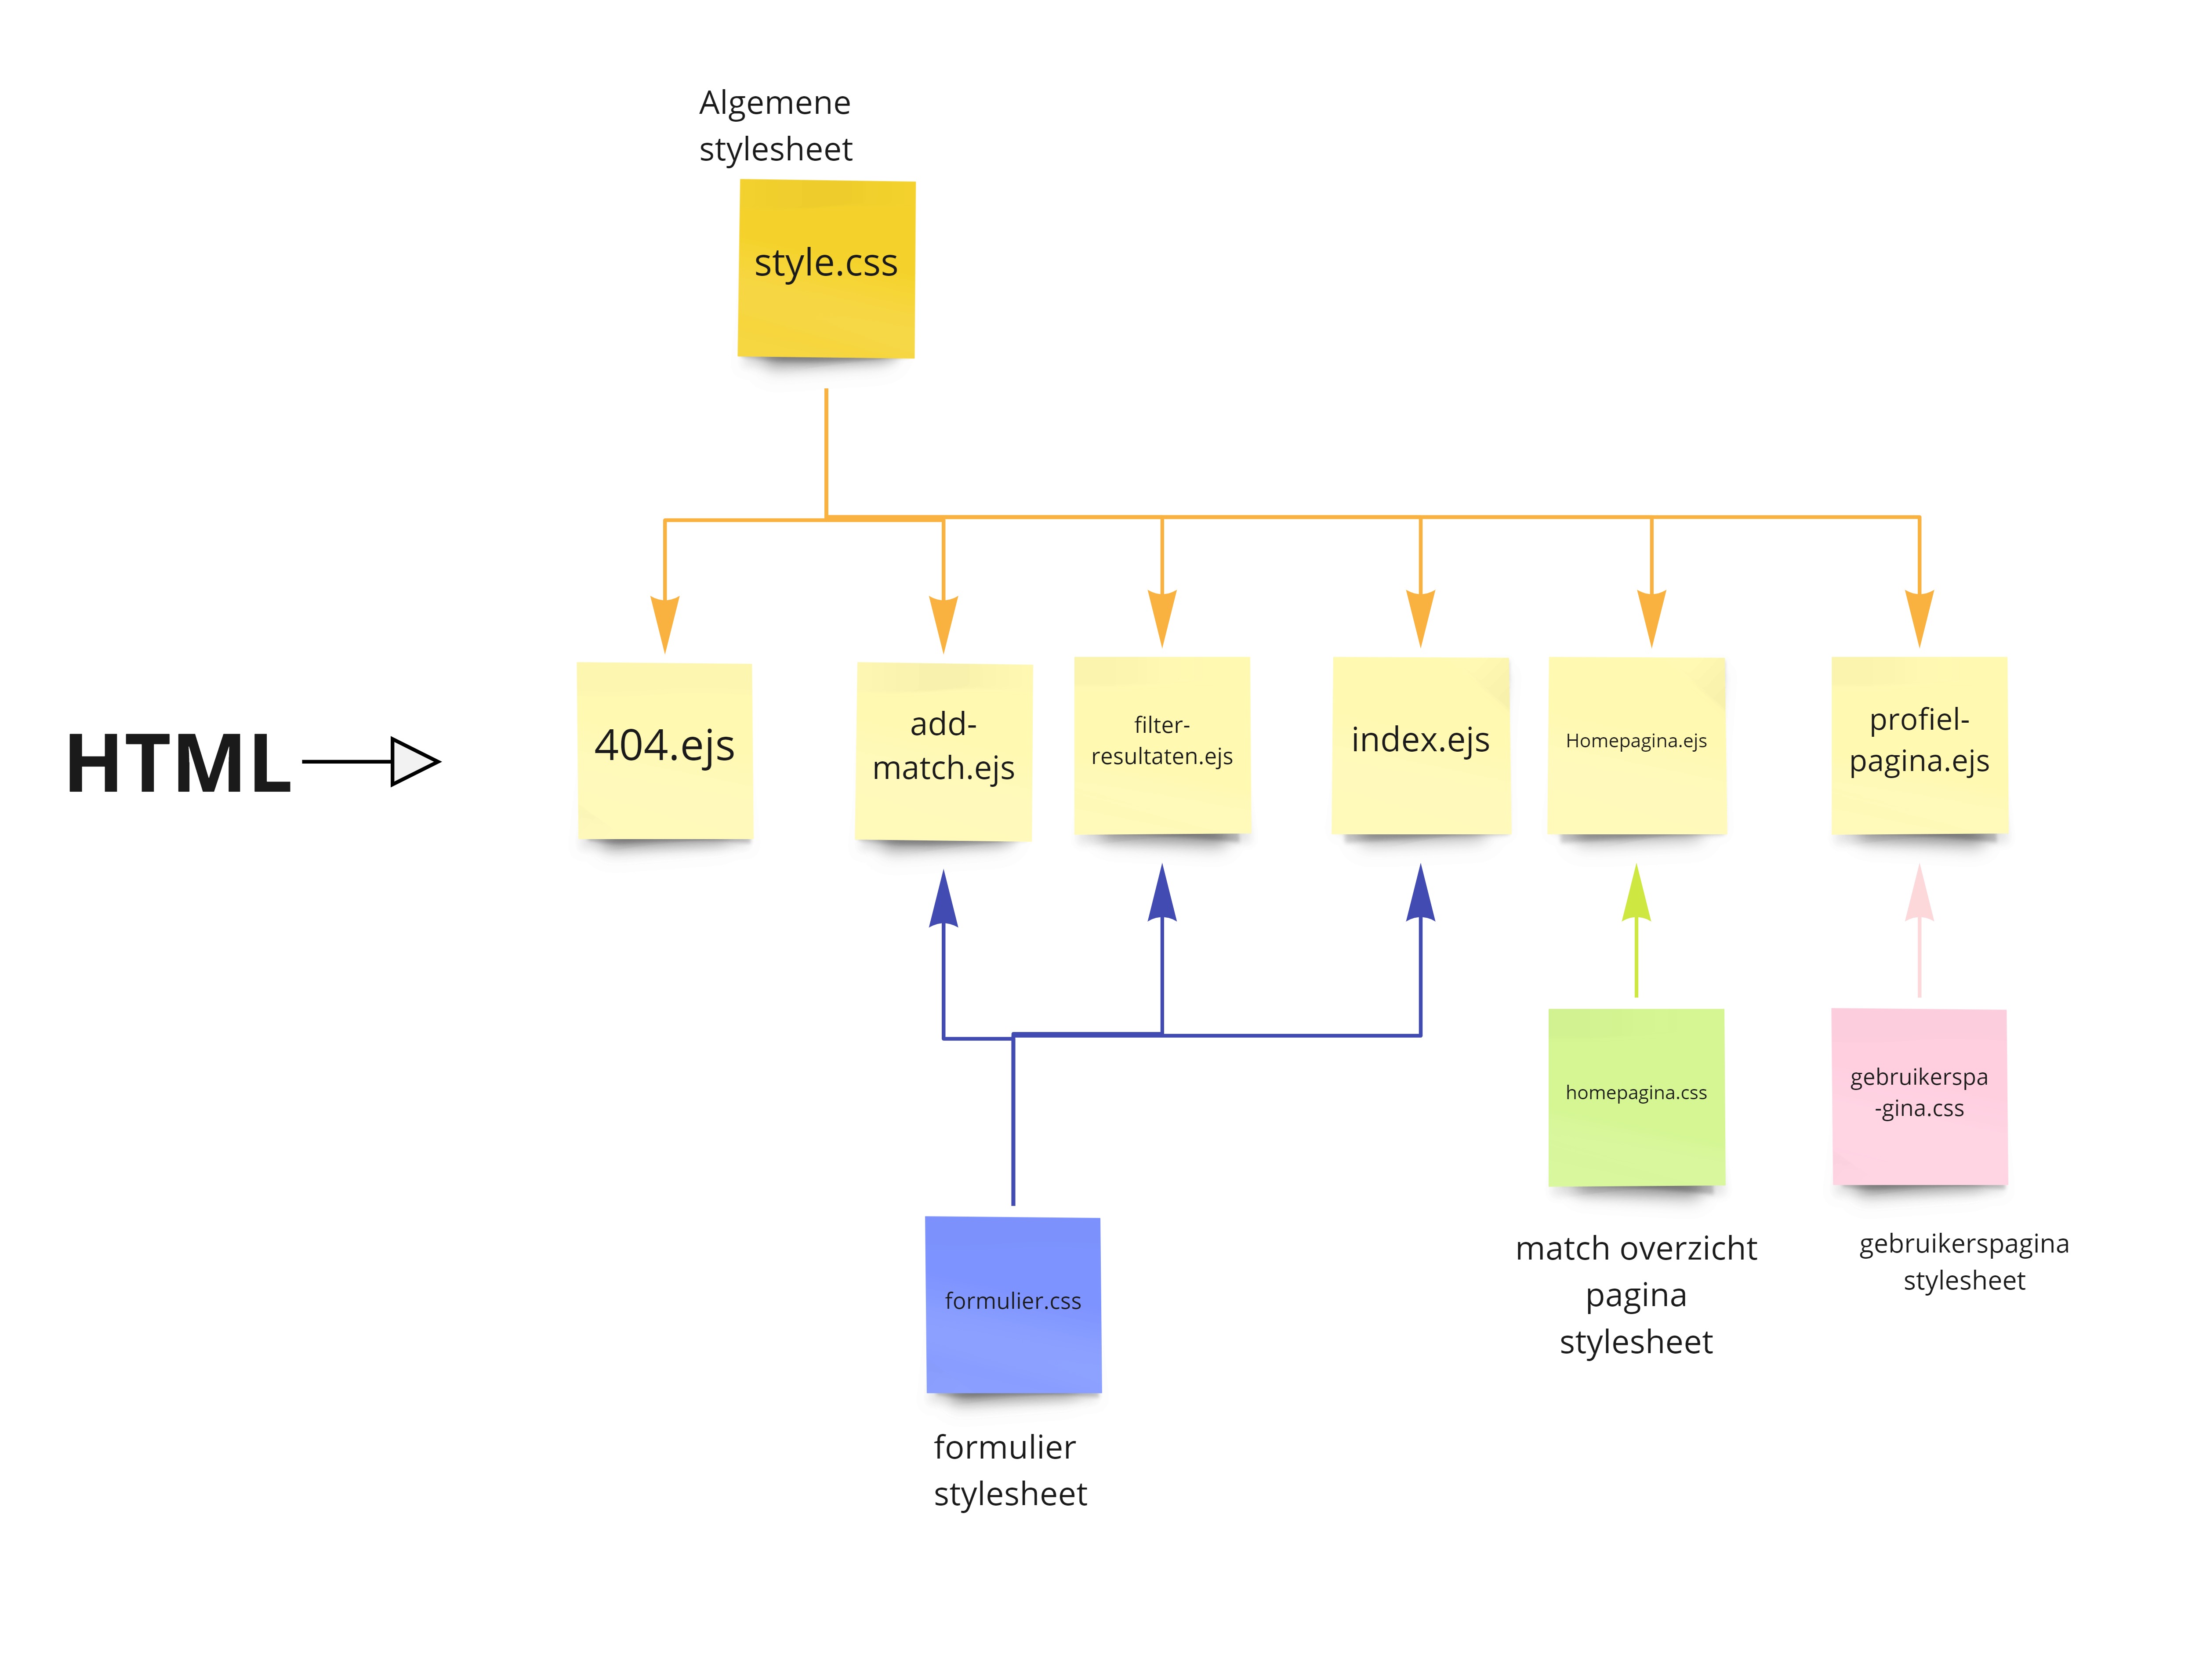 Algemene
stylesheet
style.css
HTML
404.ejs
add-
match.ejs
filter-
resultaten.ejs
index.ejs
Homepagina.ejs
profiel-
pagina.ejs
homepagina.css
gebruikerspa
-gina.css
match overzicht
pagina
stylesheet
gebruikerspagina
stylesheet
formulier.css
formulier
stylesheet